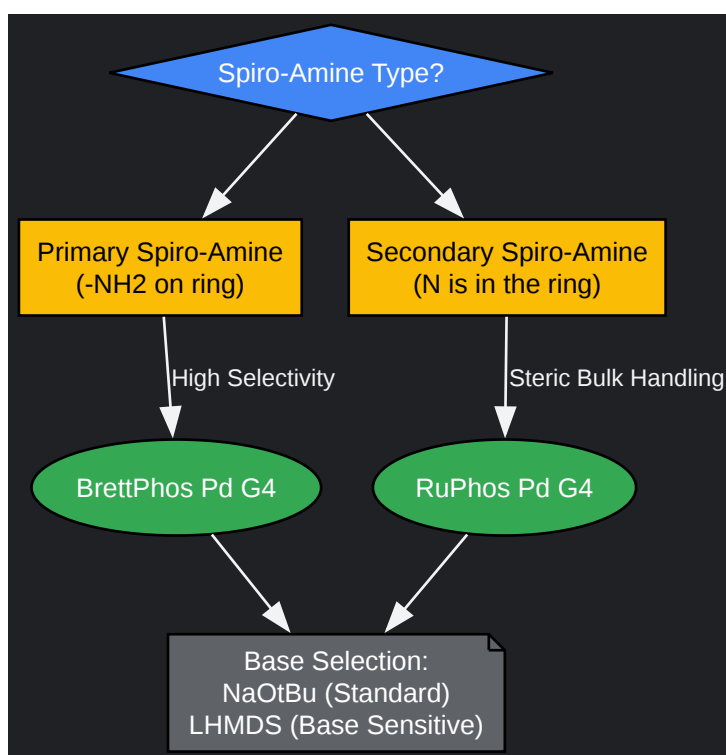 Spiro-Amine Type?
Primary Spiro-Amine
(-NH2 on ring)
Secondary Spiro-Amine
(N is in the ring)
High Selectivity
Steric Bulk Handling
BrettPhos Pd G4
RuPhos Pd G4
Base Selection:
NaOtBu (Standard)
LHMDS (Base Sensitive)